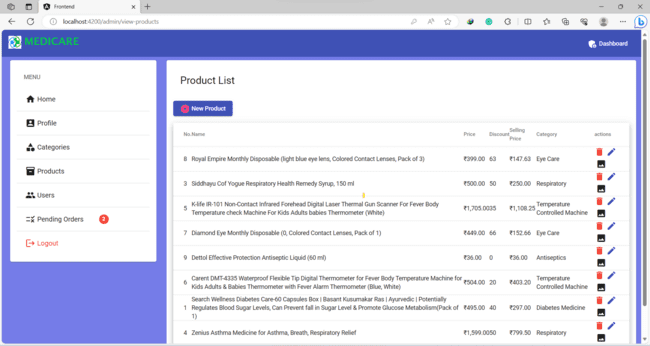 Frontend
localhost:4200/admin/view-products
MEDICARE
Dashboard
MENU
Home
Profile
Categories
Products
Users
Pending Orders 2
Logout
Product List
New Product
No. Name Price Discount Selling Price Category actions
8 Royal Empire Monthly Disposable (light blue eye lens, Colored Contact Lenses, Pack of 3) ₹399.00 63 ₹147.63 Eye Care
3 Siddhayu Cof Yogue Respiratory Health Remedy Syrup, 150 ml ₹500.00 50 ₹250.00 Respiratory
5 K-life IR-101 Non-Contact Infrared Forehead Digital Laser Thermal Gun Scanner For Fever Body
Temperature check Machine For Kids Adults babies Thermometer (White) ₹1,705.00 35 ₹1,108.25 Temperature
Controlled Machine
7 Diamond Eye Monthly Disposable (0, Colored Contact Lenses, Pack of 1) ₹449.00 66 ₹152.66 Eye Care
9 Dettol Effective Protection Antiseptic Liquid (60 ml) ₹36.00 0 ₹36.00 Antiseptics
6 Carent DMT-4335 Waterproof Flexible Tip Digital Thermometer for Fever Body Temperature Machine for
Kids Adults & Babies Thermometer with Fever Alarm Thermometer (Blue, White) ₹504.00 20 ₹403.20 Temperature
Controlled Machine
Search Wellness Diabetes Care-60 Capsules Box | Basant Kusumakar Ras | Ayurvedic | Potentially
1 Regulates Blood Sugar Levels, Can Prevent fall in Sugar Level & Promote Glucose Metabolism(Pack of
1) ₹495.00 40 ₹297.00 Diabetes Medicine
4 Zenius Asthma Medicine for Asthma, Breath, Respiratory Relief ₹1,599.00 50 ₹799.50 Respiratory